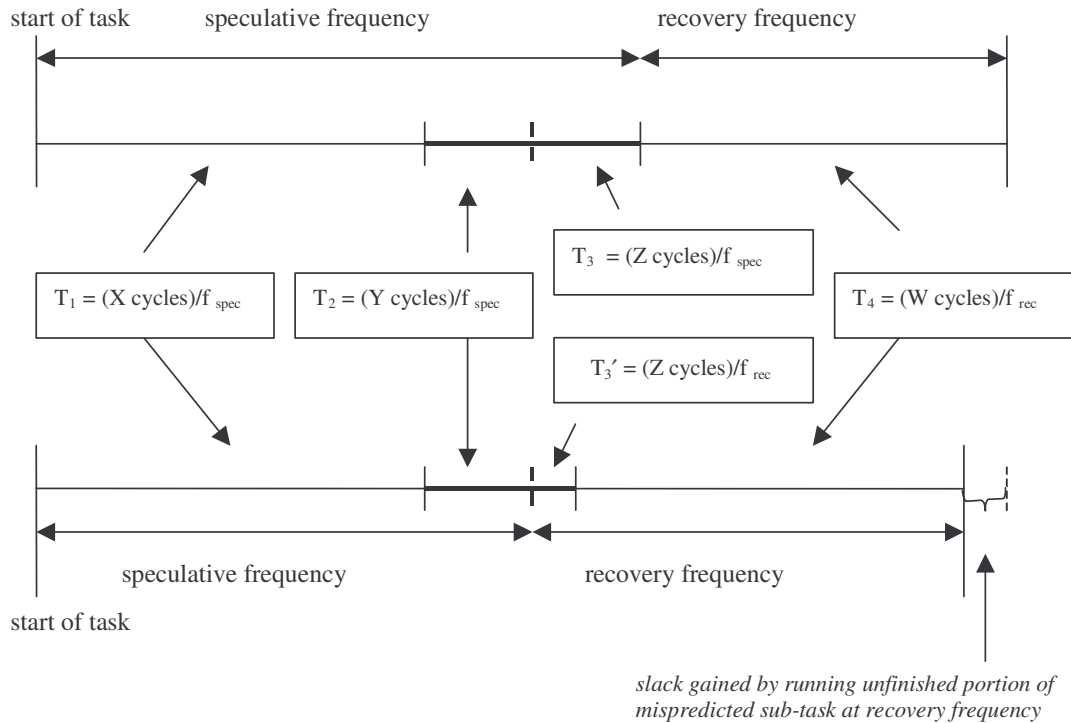 start of task
speculative frequency
recovery frequency
T₁ = (X cycles)/f spec
T₂ = (Y cycles)/f spec
T₃ = (Z cycles)/f spec
T₄ = (W cycles)/f rec
T₃′ = (Z cycles)/f rec
speculative frequency
recovery frequency
start of task
slack gained by running unfinished portion of
mispredicted sub-task at recovery frequency